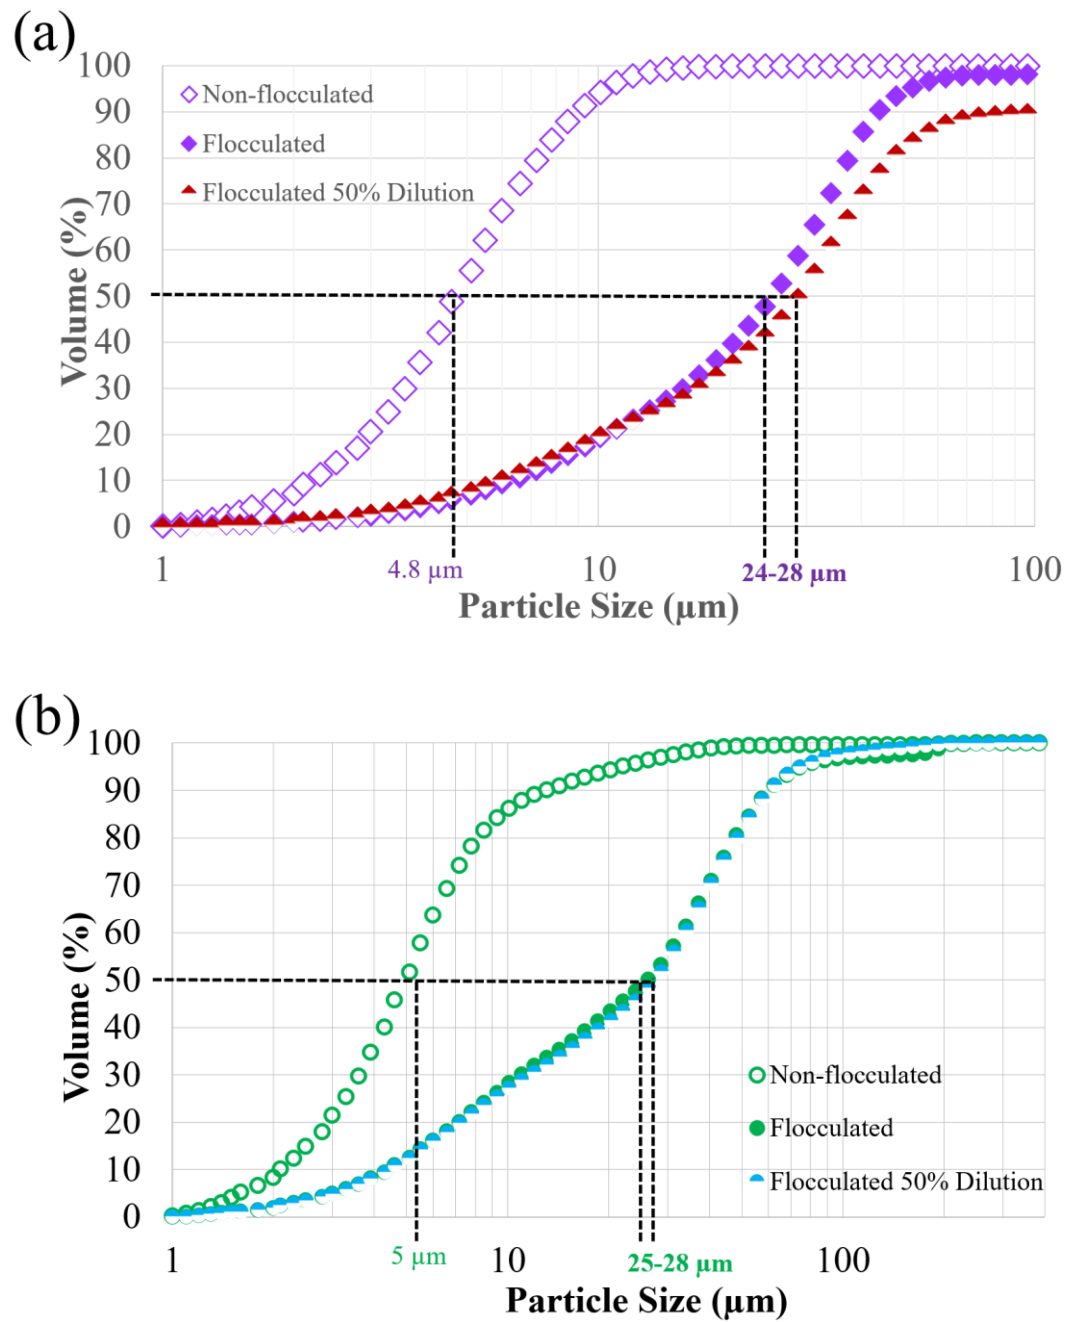 (a)
100
90
80
70
60
50
40
30
20
10
0
Volume (%)
Non-flocculated
Flocculated
Flocculated 50% Dilution
1
4.8 µm
10
24-28 µm
100
Particle Size (µm)
(b)
100
90
80
70
60
50
40
30
20
10
0
Volume (%)
Non-flocculated
Flocculated
Flocculated 50% Dilution
1
5 µm
10
25-28 µm
100
Particle Size (µm)